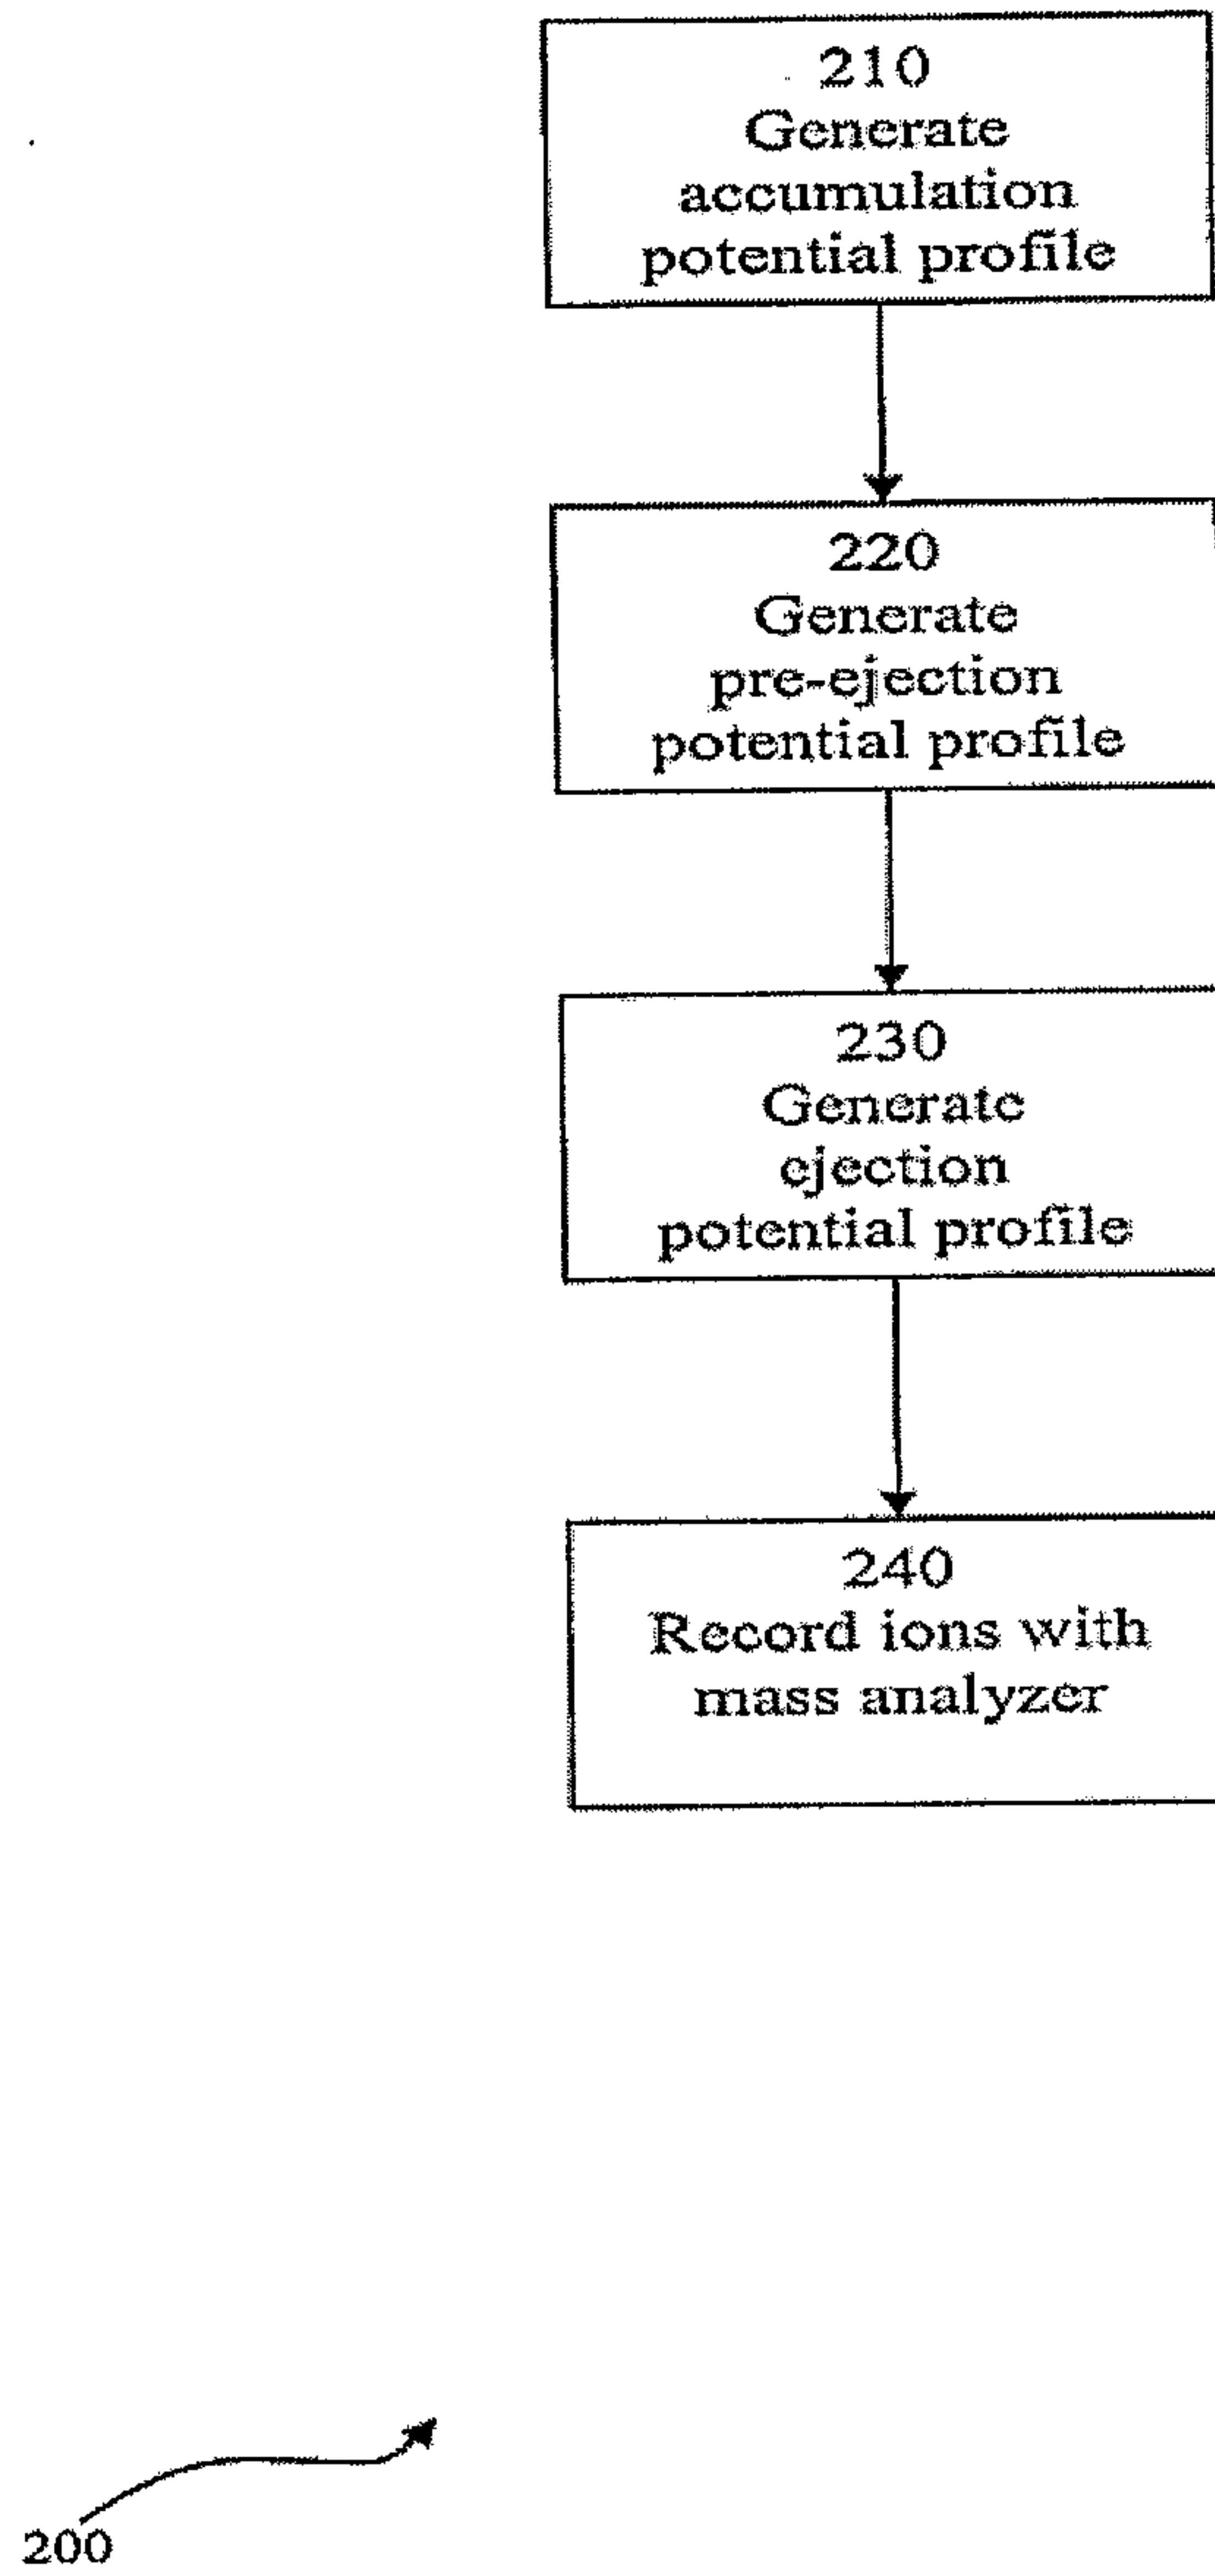 210
Generate
accumulation
potential profile
220
Generate
pre-ejection
potential profile
230
Generate
ejection
potential profile
240
Record ions with
mass analyzer
200